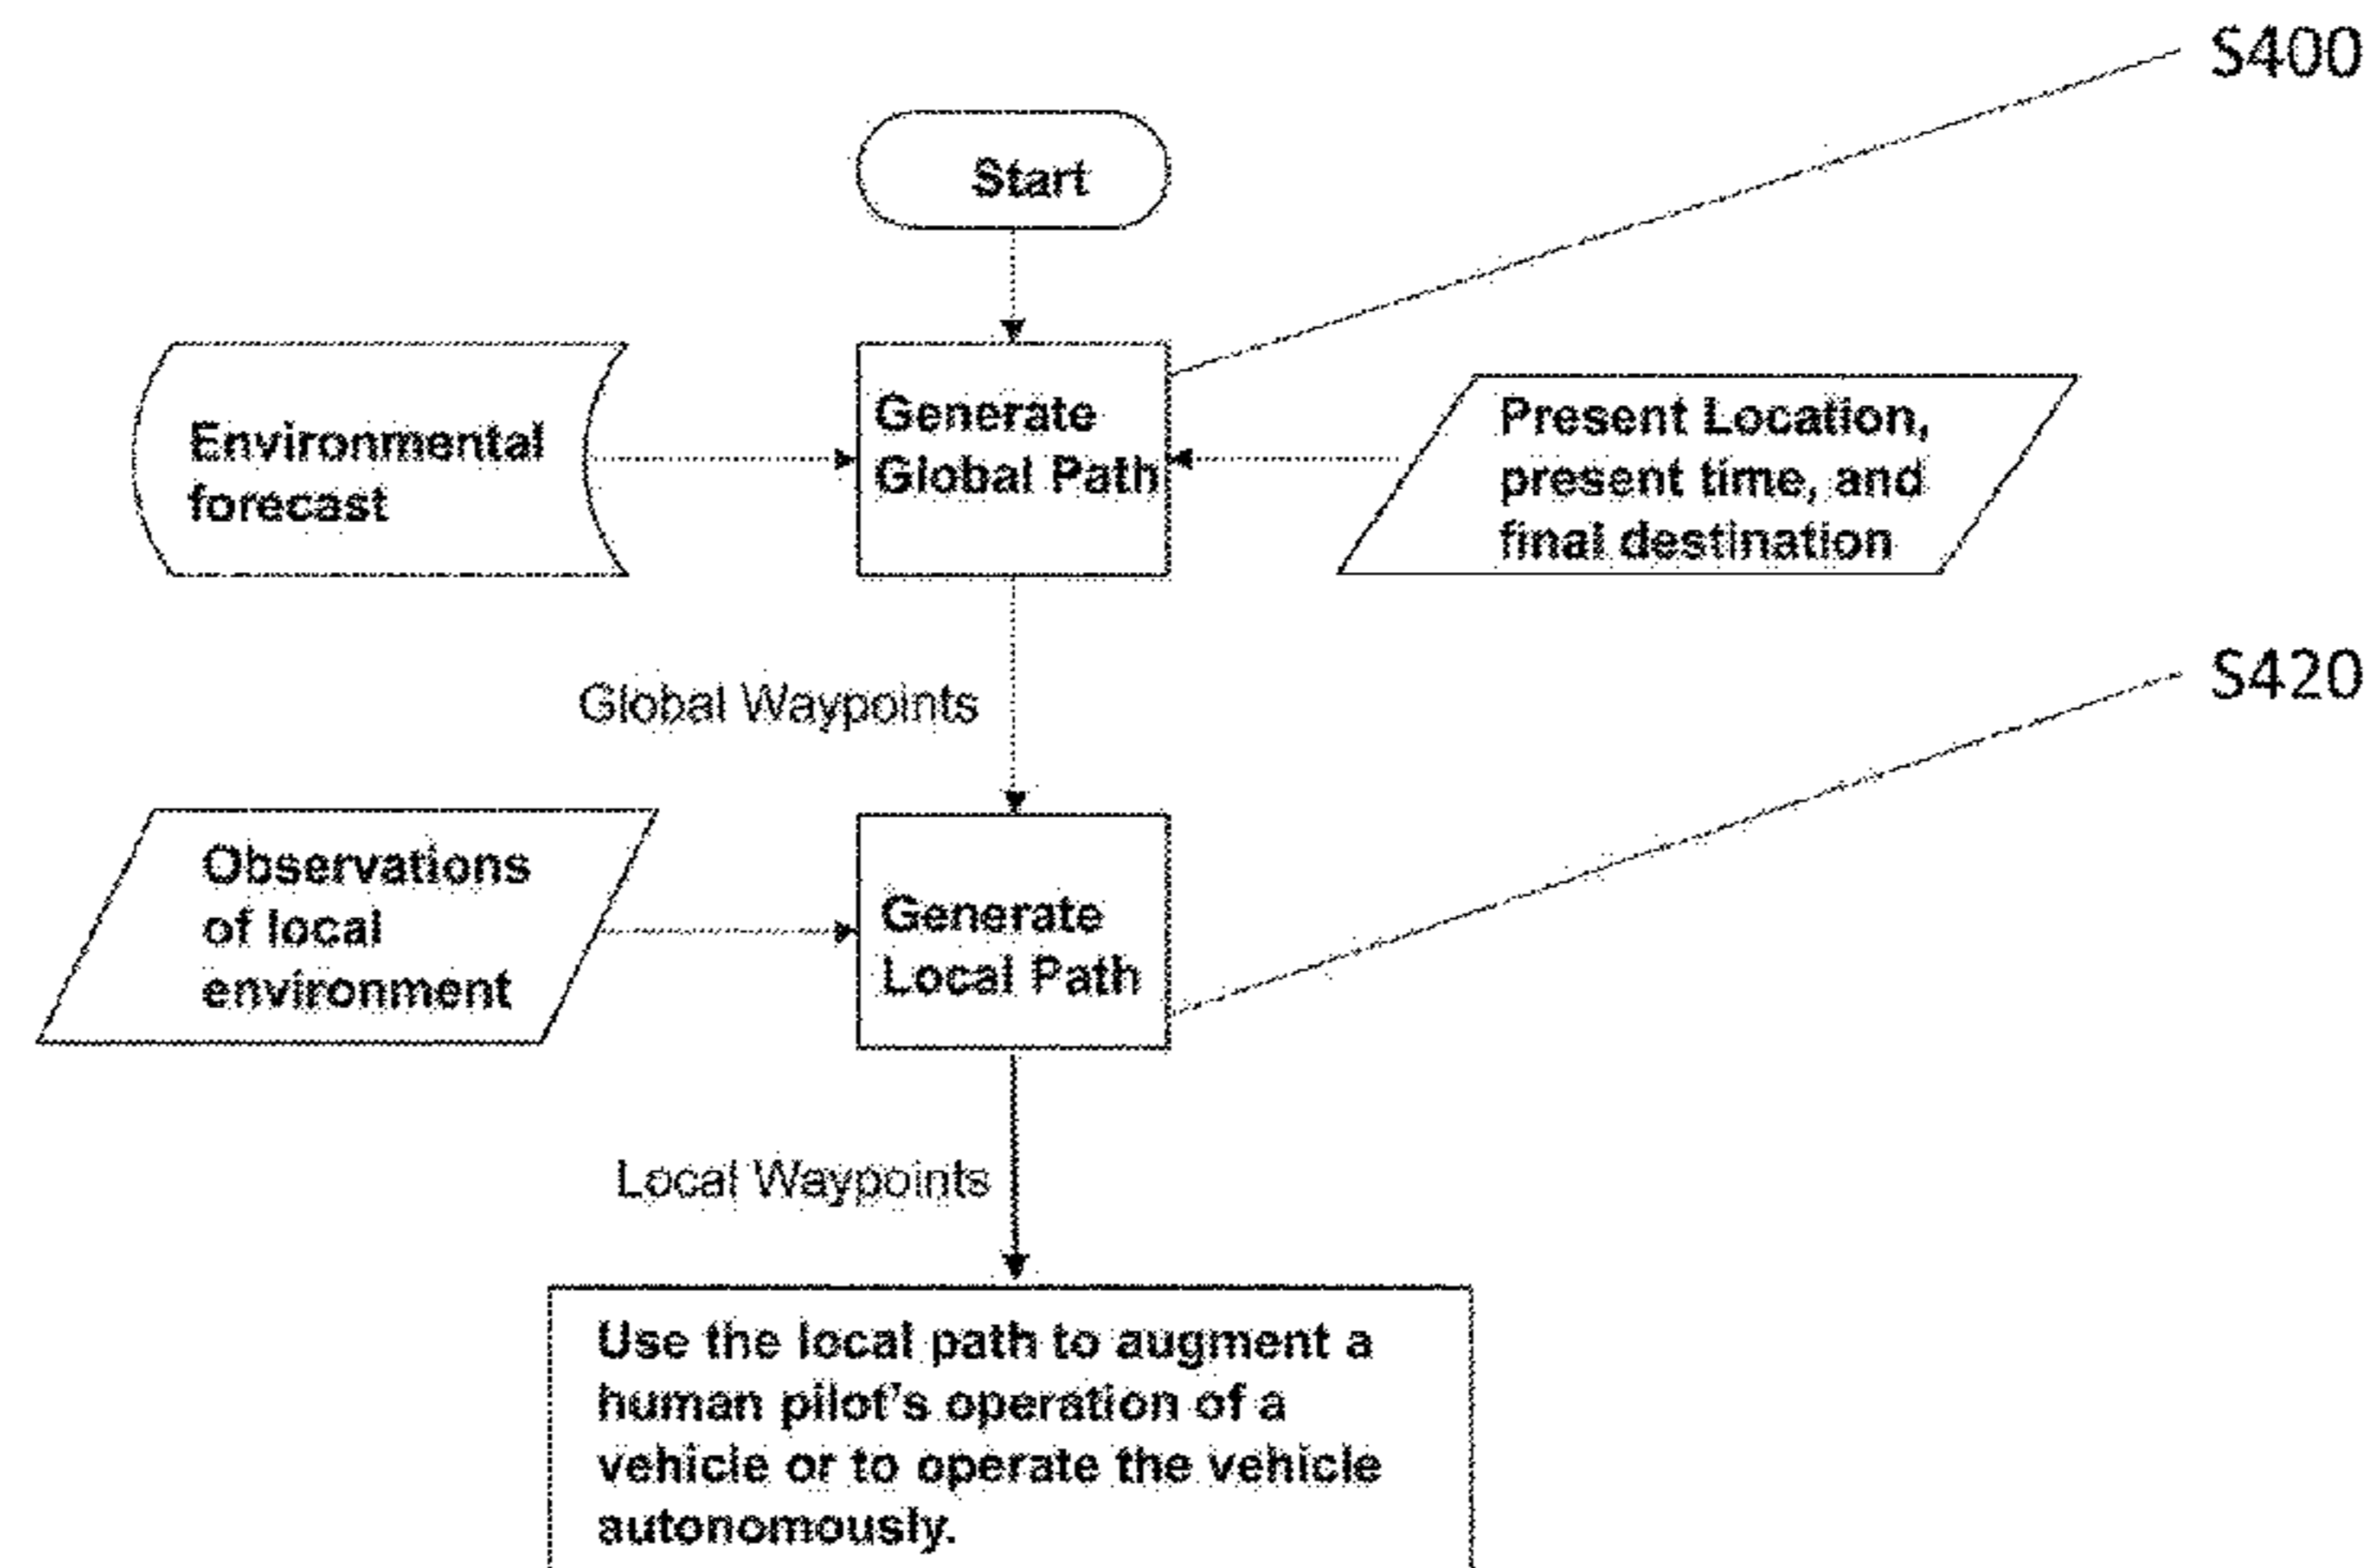 S400
Start
Environmental
forecast
Generate
Global Path
Present Location,
present time, and
final destination
Global Waypoints
S420
Observations
of local
environment
Generate
Local Path
Local Waypoints
Use the local path to augment a
human pilot's operation of a
vehicle or to operate the vehicle
autonomously.